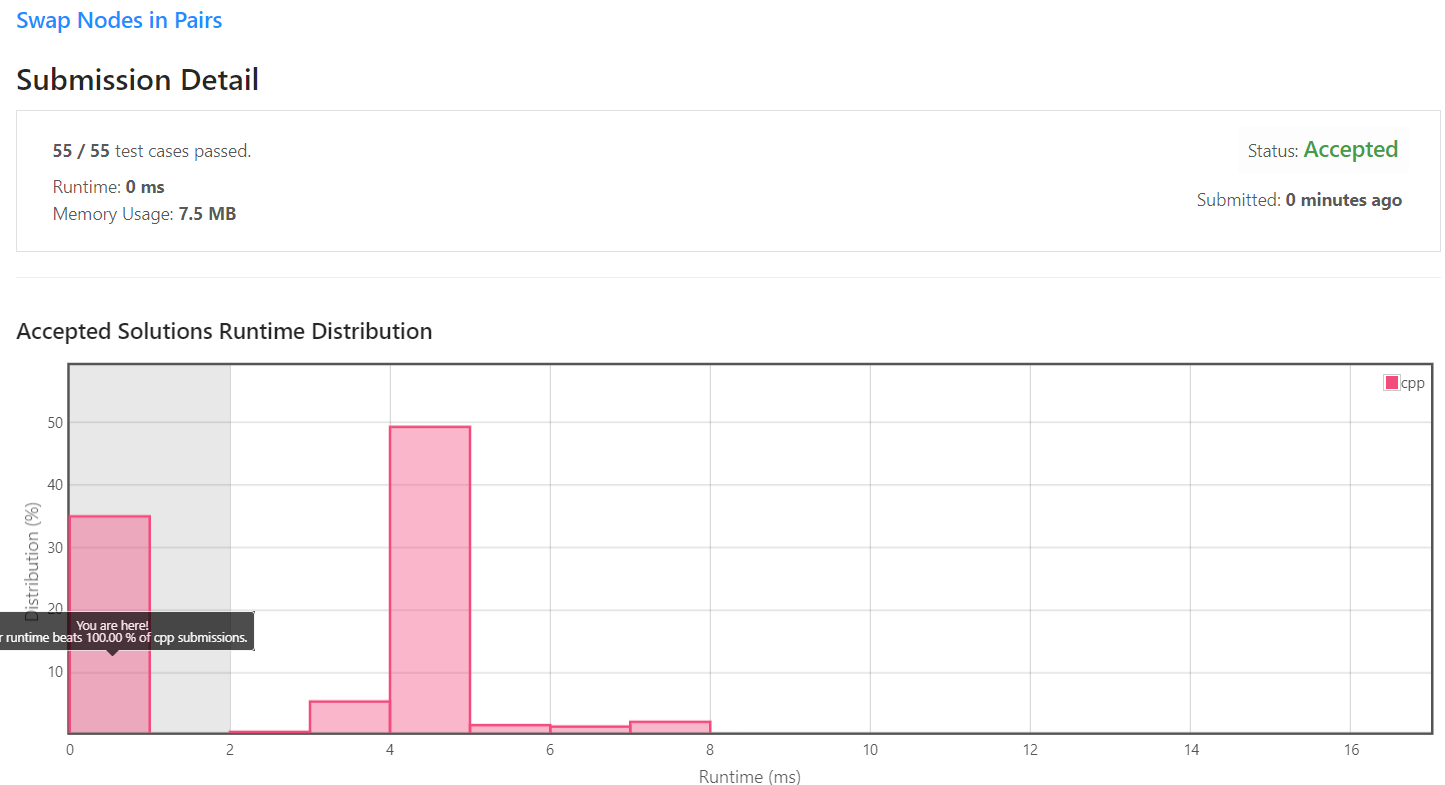 Swap Nodes in Pairs
Submission Detail
55 / 55 test cases passed.
Status: Accepted
Runtime: 0 ms
Memory Usage: 7.5 MB
Submitted: 0 minutes ago
Accepted Solutions Runtime Distribution
cpp
50
40
30
20
10
Distribution (%)
You are here!
r runtime beats 100.00 % of cpp submissions.
0 2 4 6 8 10 12 14 16
Runtime (ms)